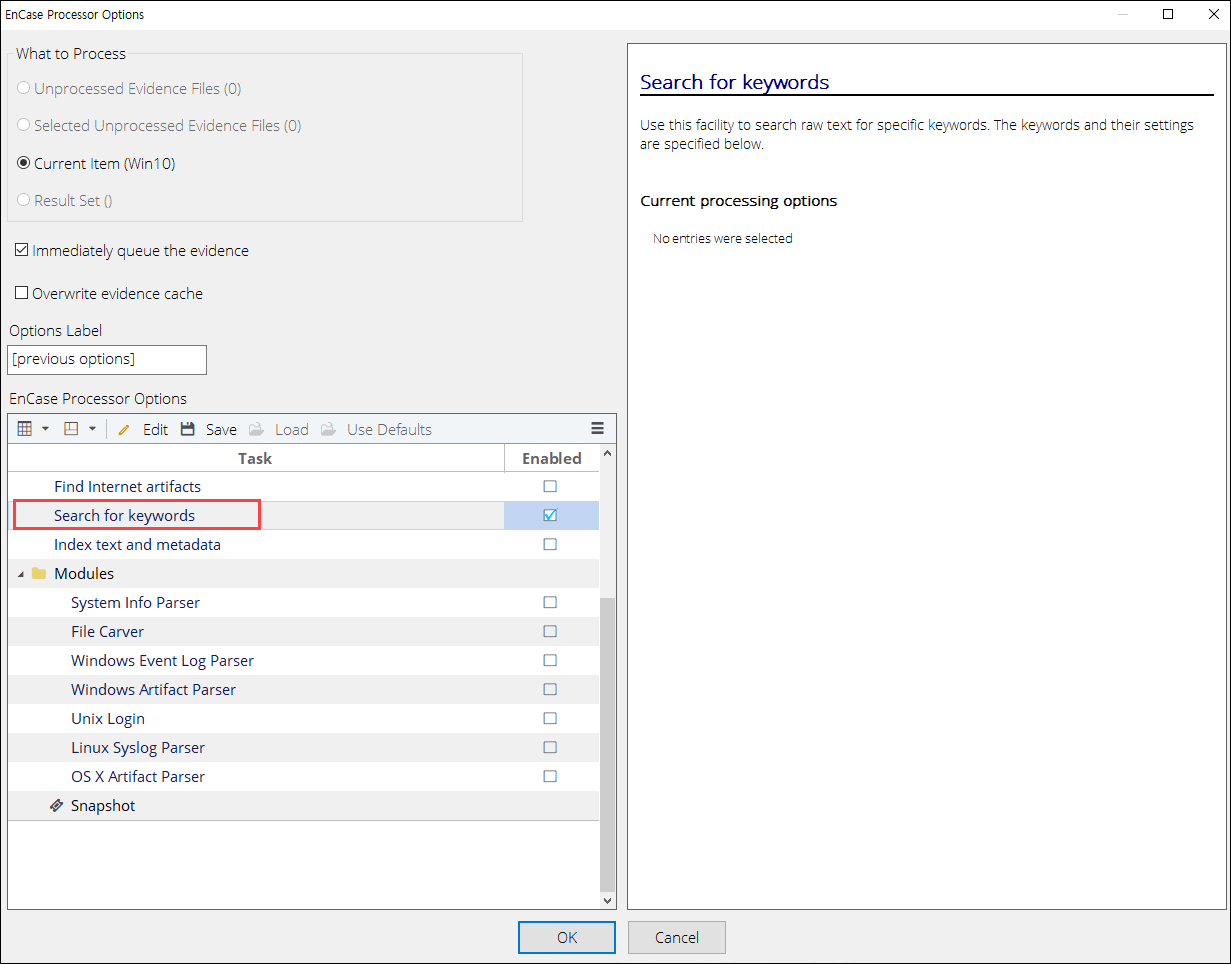 EnCase Processor Options
What to Process
Unprocessed Evidence Files (0)
Selected Unprocessed Evidence Files (0)
Current Item (Win10)
Result Set ()
Immediately queue the evidence
Overwrite evidence cache
Options Label
[previous options]
EnCase Processor Options
Edit Save Load Use Defaults
Task Enabled
Find Internet artifacts
Search for keywords
Index text and metadata
Modules
System Info Parser
File Carver
Windows Event Log Parser
Windows Artifact Parser
Unix Login
Linux Syslog Parser
OS X Artifact Parser
Snapshot
Search for keywords
Use this facility to search raw text for specific keywords. The keywords and their settings
are specified below.
Current processing options
No entries were selected
OK Cancel